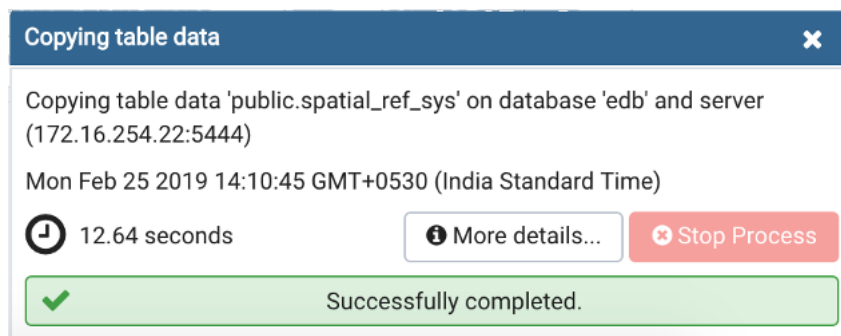 Copying table data
Copying table data 'public.spatial_ref_sys' on database 'edb' and server
(172.16.254.22:5444)
Mon Feb 25 2019 14:10:45 GMT+0530 (India Standard Time)
12.64 seconds
More details...
Stop Process
Successfully completed.